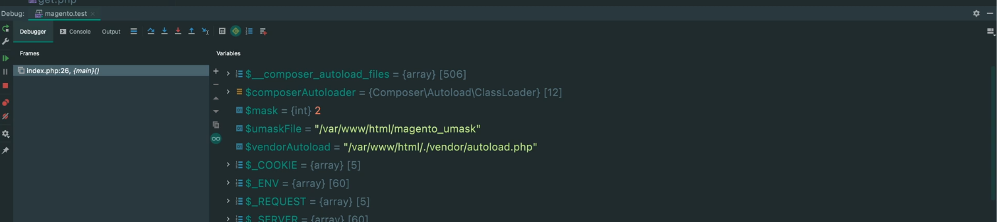 get.php
Debug: magento.test
Debugger Console Output
Frames
Variables
index.php:26, {main}()
$__composer_autoload_files = {array} [506]
$composerAutoloader = {Composer\Autoload\ClassLoader} [12]
$mask = {int} 2
$umaskFile = "/var/www/html/magento_umask"
$vendorAutoload = "/var/www/html/./vendor/autoload.php"
$_COOKIE = {array} [5]
$_ENV = {array} [60]
$_REQUEST = {array} [5]
$_SERVER = {array} [60]